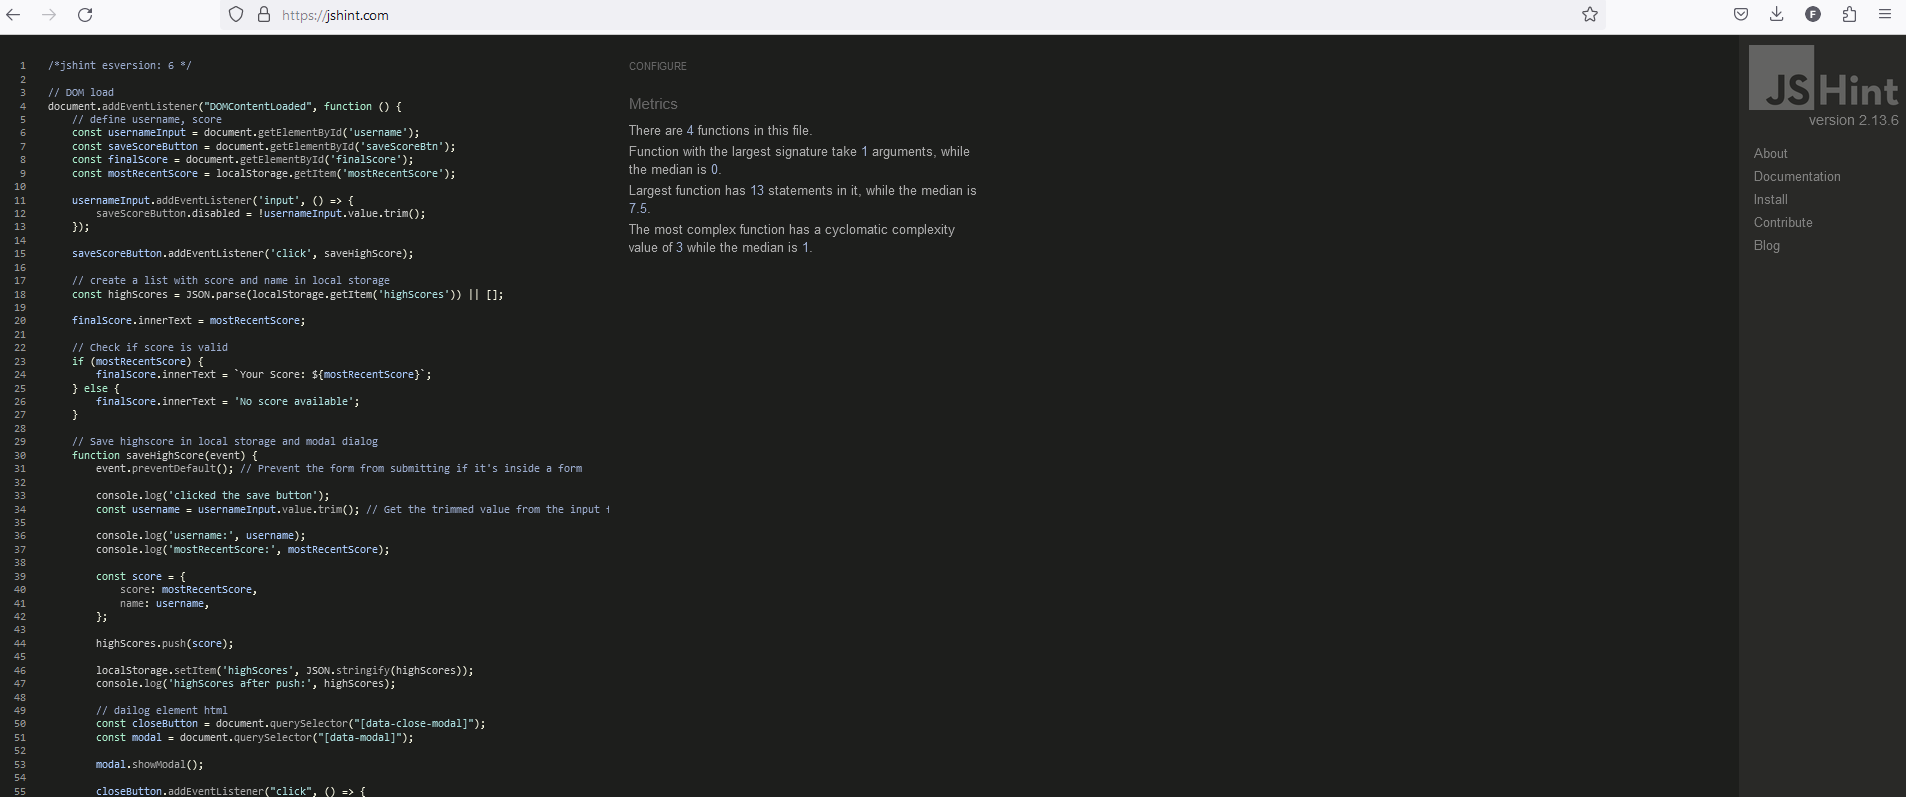 https://jshint.com
F
1 /*jshint esversion: 6 */
2
3 // DOM load
4 document.addEventListener("DOMContentLoaded", function () {
5     // define username, score
6     const usernameInput = document.getElementById('username');
7     const saveScoreButton = document.getElementById('saveScoreBtn');
8     const finalScore = document.getElementById('finalScore');
9     const mostRecentScore = localStorage.getItem('mostRecentScore');
10
11     usernameInput.addEventListener('input', () => {
12         saveScoreButton.disabled = !usernameInput.value.trim();
13     });
14
15     saveScoreButton.addEventListener('click', saveHighScore);
16
17     // create a list with score and name in local storage
18     const highScores = JSON.parse(localStorage.getItem('highScores')) || [];
19
20     finalScore.innerText = mostRecentScore;
21
22     // Check if score is valid
23     if (mostRecentScore) {
24         finalScore.innerText = `Your Score: ${mostRecentScore}`;
25     } else {
26         finalScore.innerText = 'No score available';
27     }
28
29     // Save highscore in local storage and modal dialog
30     function saveHighScore(event) {
31         event.preventDefault(); // Prevent the form from submitting if it's inside a form
32
33         console.log('clicked the save button');
34         const username = usernameInput.value.trim(); // Get the trimmed value from the input
35
36         console.log('username:', username);
37         console.log('mostRecentScore:', mostRecentScore);
38
39         const score = {
40             score: mostRecentScore,
41             name: username,
42         };
43
44         highScores.push(score);
45
46         localStorage.setItem('highScores', JSON.stringify(highScores));
47         console.log('highScores after push:', highScores);
48
49         // dailog element html
50         const closeButton = document.querySelector("[data-close-modal]");
51         const modal = document.querySelector("[data-modal]");
52
53         modal.showModal();
54
55         closeButton.addEventListener("click", () => {
CONFIGURE
Metrics
There are 4 functions in this file.
Function with the largest signature take 1 arguments, while
the median is 0.
Largest function has 13 statements in it, while the median is
7.5.
The most complex function has a cyclomatic complexity
value of 3 while the median is 1.
JSHint
version 2.13.6
About
Documentation
Install
Contribute
Blog